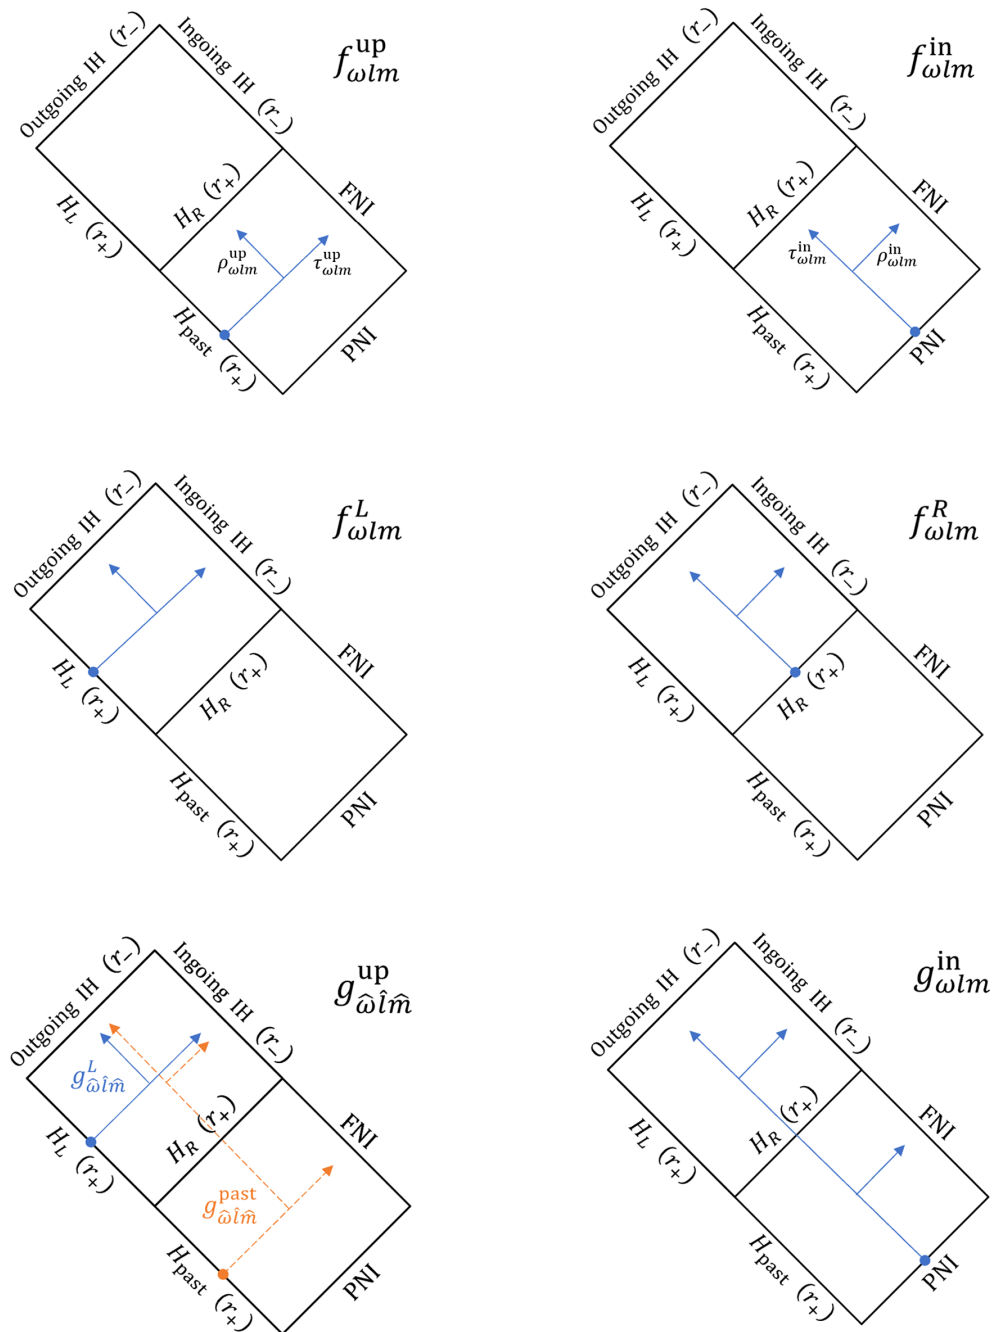 Outgoing IH (r₋)
Ingoing IH (r₋)
f^up_ωlm
H_L (r₊)
H_R (r₊)
FNI
ρ^up_ωlm
τ^up_ωlm
H_past (r₊)
PNI
Outgoing IH (r₋)
Ingoing IH (r₋)
f^in_ωlm
H_L (r₊)
H_R (r₊)
FNI
τ^in_ωlm
ρ^in_ωlm
H_past (r₊)
PNI
Outgoing IH (r₋)
Ingoing IH (r₋)
f^L_ωlm
H_L (r₊)
H_R (r₊)
FNI
H_past (r₊)
PNI
Outgoing IH (r₋)
Ingoing IH (r₋)
f^R_ωlm
H_L (r₊)
H_R (r₊)
FNI
H_past (r₊)
PNI
Outgoing IH (r₋)
Ingoing IH (r₋)
g^up_ω̂l̂m̂
g^L_ω̂l̂m̂
H_L (r₊)
H_R (r₊)
FNI
g^past_ω̂l̂m̂
H_past (r₊)
PNI
Outgoing IH (r₋)
Ingoing IH (r₋)
g^in_ωlm
H_L (r₊)
H_R (r₊)
FNI
H_past (r₊)
PNI